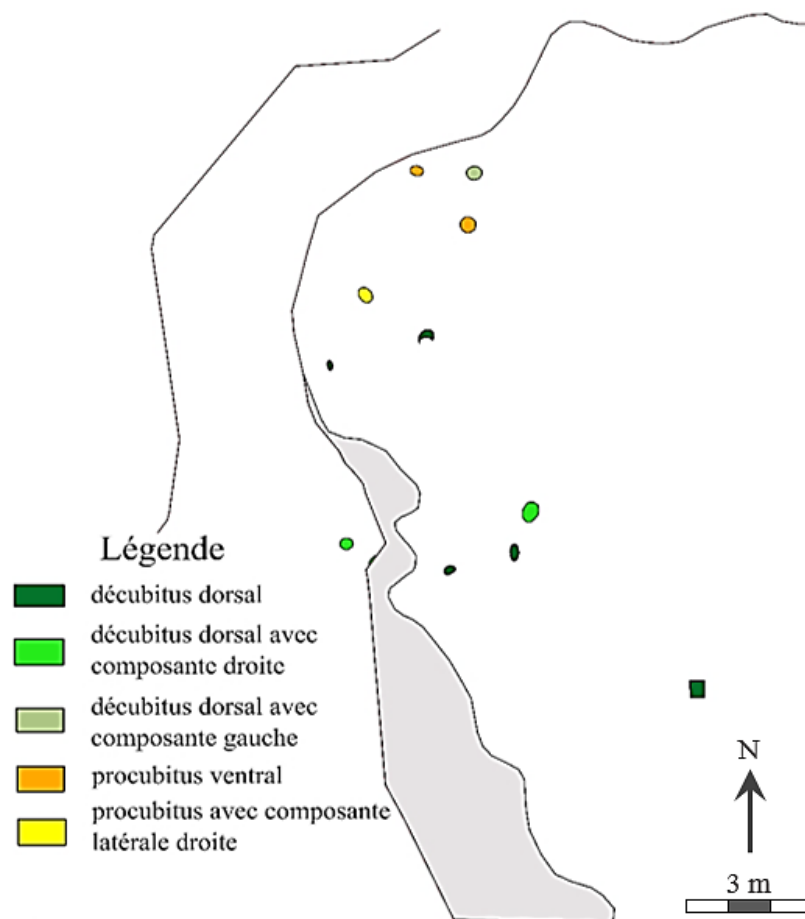 Légende
décubitus dorsal
décubitus dorsal avec
composante droite
décubitus dorsal avec
composante gauche
procubitus ventral
procubitus avec composante
latérale droite
N
3 m